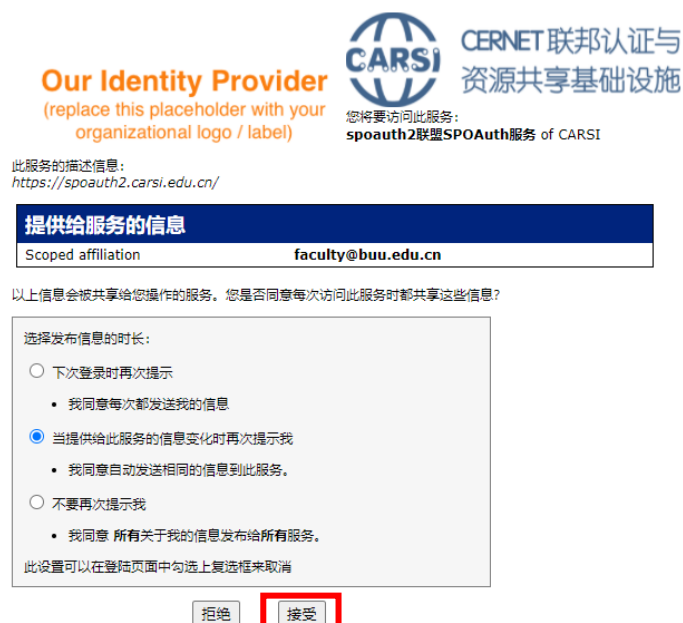 CARSI
CERNET联邦认证与
资源共享基础设施
Our Identity Provider
(replace this placeholder with your
organizational logo / label)
您将要访问此服务:
spoauth2联盟SPOAuth服务 of CARSI
此服务的描述信息:
https://spoauth2.carsi.edu.cn/
提供给服务的信息
Scoped affiliation faculty@buu.edu.cn
以上信息会被共享给您操作的服务。您是否同意每次访问此服务时都共享这些信息?
选择发布信息的时长:
下次登录时再次提示
• 我同意每次都发送我的信息
当提供给此服务的信息变化时再次提示我
• 我同意自动发送相同的信息到此服务。
不要再次提示我
• 我同意 所有关于我的信息发布给所有服务。
此设置可以在登陆页面中勾选上复选框来取消
拒绝 接受